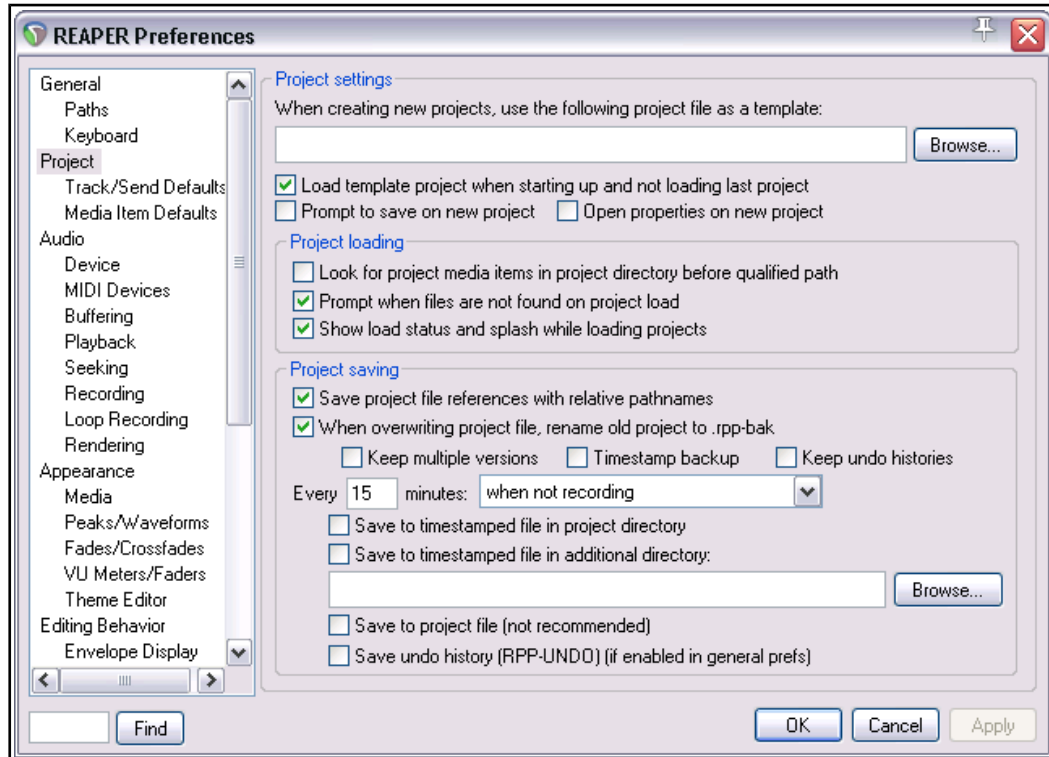 REAPER Preferences
General
Paths
Keyboard
Project
Track/Send Defaults
Media Item Defaults
Audio
Device
MIDI Devices
Buffering
Playback
Seeking
Recording
Loop Recording
Rendering
Appearance
Media
Peaks/Waveforms
Fades/Crossfades
VU Meters/Faders
Theme Editor
Editing Behavior
Envelope Display
Find
Project settings
When creating new projects, use the following project file as a template:
Browse...
Load template project when starting up and not loading last project
Prompt to save on new project Open properties on new project
Project loading
Look for project media items in project directory before qualified path
Prompt when files are not found on project load
Show load status and splash while loading projects
Project saving
Save project file references with relative pathnames
When overwriting project file, rename old project to .rpp-bak
Keep multiple versions Timestamp backup Keep undo histories
Every 15 minutes: when not recording
Save to timestamped file in project directory
Save to timestamped file in additional directory:
Browse...
Save to project file (not recommended)
Save undo history (RPP-UNDO) (if enabled in general prefs)
OK Cancel Apply